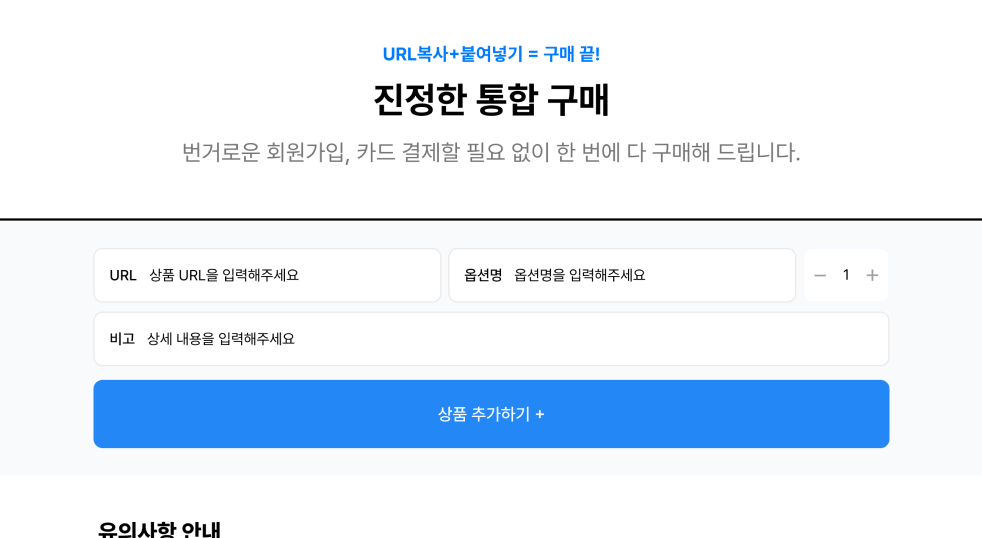 URL복사+붙여넣기 = 구매 끝!
진정한 통합 구매
번거로운 회원가입, 카드 결제할 필요 없이 한 번에 다 구매해 드립니다.
URL 상품 URL을 입력해주세요
옵션명 옵션명을 입력해주세요
− 1 +
비고 상세 내용을 입력해주세요
상품 추가하기 +
유의사항 안내